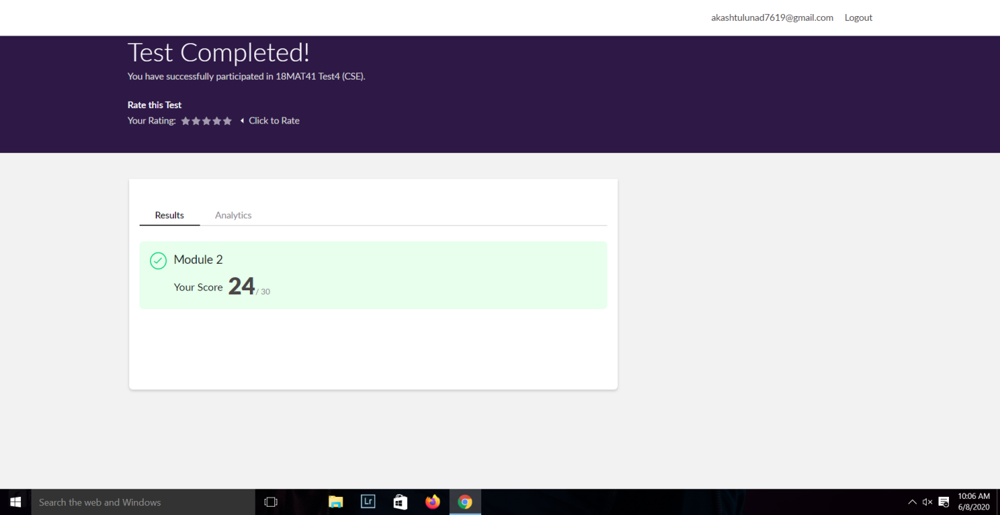 akashtulunad7619@gmail.com Logout
Test Completed!
You have successfully participated in 18MAT41 Test4 (CSE).
Rate this Test
Your Rating: Click to Rate
Results Analytics
Module 2
Your Score 24 / 30
Search the web and Windows
Lr
10:06 AM
6/8/2020